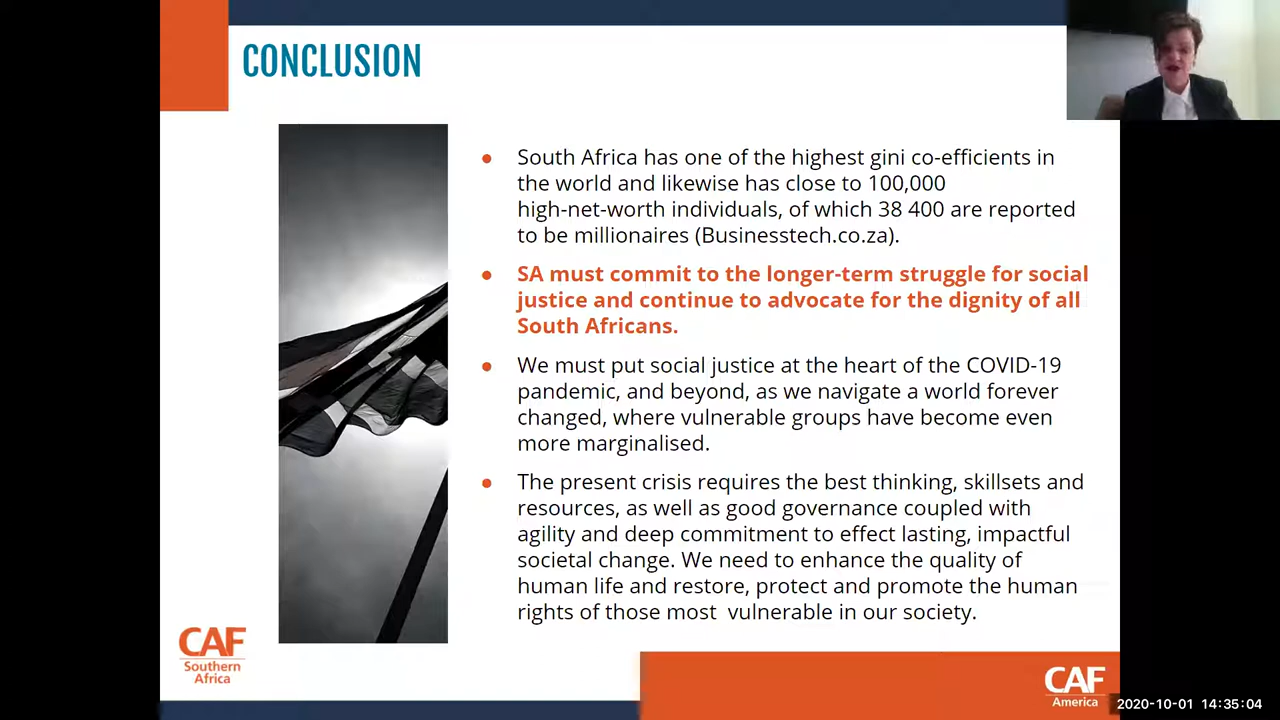 CONCLUSION
● South Africa has one of the highest gini co-efficients in
the world and likewise has close to 100,000
high-net-worth individuals, of which 38 400 are reported
to be millionaires (Businesstech.co.za).
● SA must commit to the longer-term struggle for social
justice and continue to advocate for the dignity of all
South Africans.
● We must put social justice at the heart of the COVID-19
pandemic, and beyond, as we navigate a world forever
changed, where vulnerable groups have become even
more marginalised.
● The present crisis requires the best thinking, skillsets and
resources, as well as good governance coupled with
agility and deep commitment to effect lasting, impactful
societal change. We need to enhance the quality of
human life and restore, protect and promote the human
rights of those most  vulnerable in our society.
CAF
Southern
Africa
CAF
America
2020-10-01 14:35:04